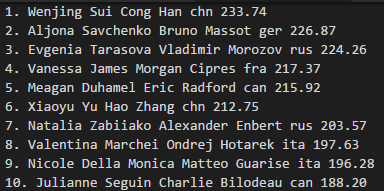 1. Wenjing Sui Cong Han chn 233.74
2. Aljona Savchenko Bruno Massot ger 226.87
3. Evgenia Tarasova Vladimir Morozov rus 224.26
4. Vanessa James Morgan Cipres fra 217.37
5. Meagan Duhamel Eric Radford can 215.92
6. Xiaoyu Yu Hao Zhang chn 212.75
7. Natalia Zabiiako Alexander Enbert rus 203.57
8. Valentina Marchei Ondrej Hotarek ita 197.63
9. Nicole Della Monica Matteo Guarise ita 196.28
10. Julianne Seguin Charlie Bilodeau can 188.20